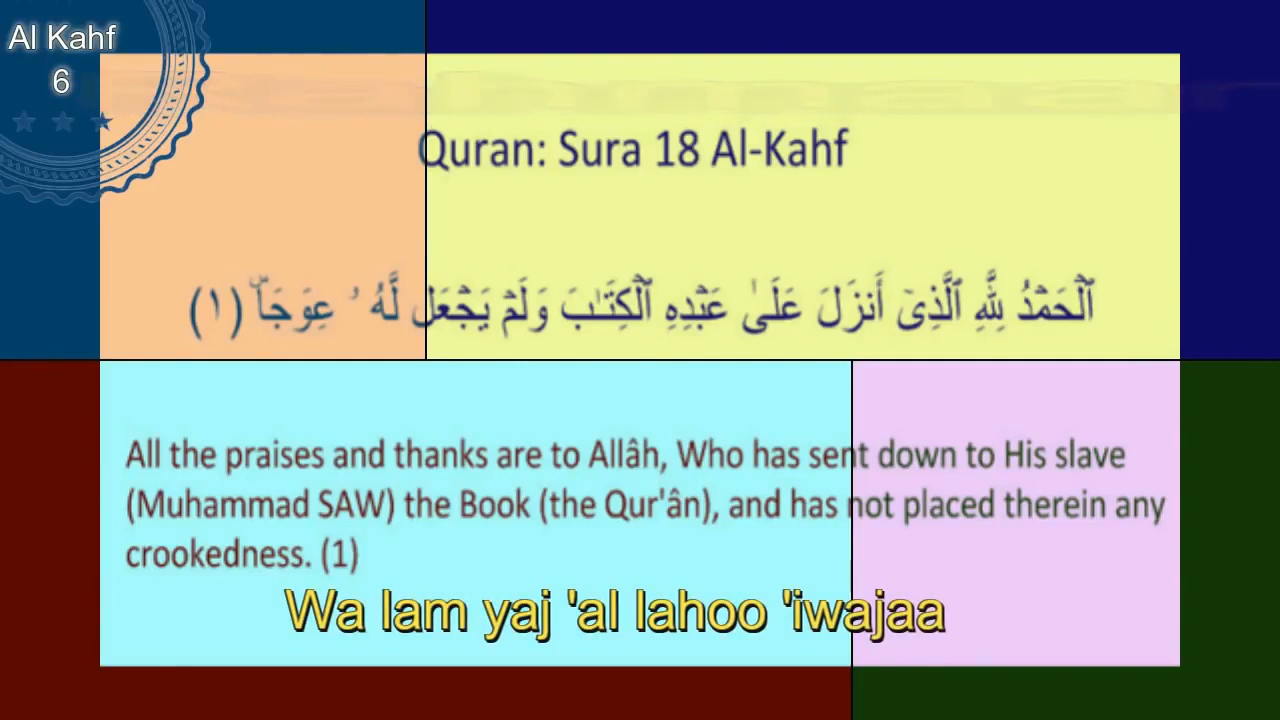 Al Kahf
6
Quran: Sura 18 Al-Kahf
ٱلْحَمْدُ لِلَّهِ ٱلَّذِىٓ أَنزَلَ عَلَىٰ عَبْدِهِ ٱلْكِتَـٰبَ وَلَمْ يَجْعَل لَّهُ ۥ عِوَجَاۜ (١)
All the praises and thanks are to Allâh, Who has sent down to His slave
(Muhammad SAW) the Book (the Qur'ân), and has not placed therein any
crookedness. (1)
Wa lam yaj 'al lahoo 'iwajaa